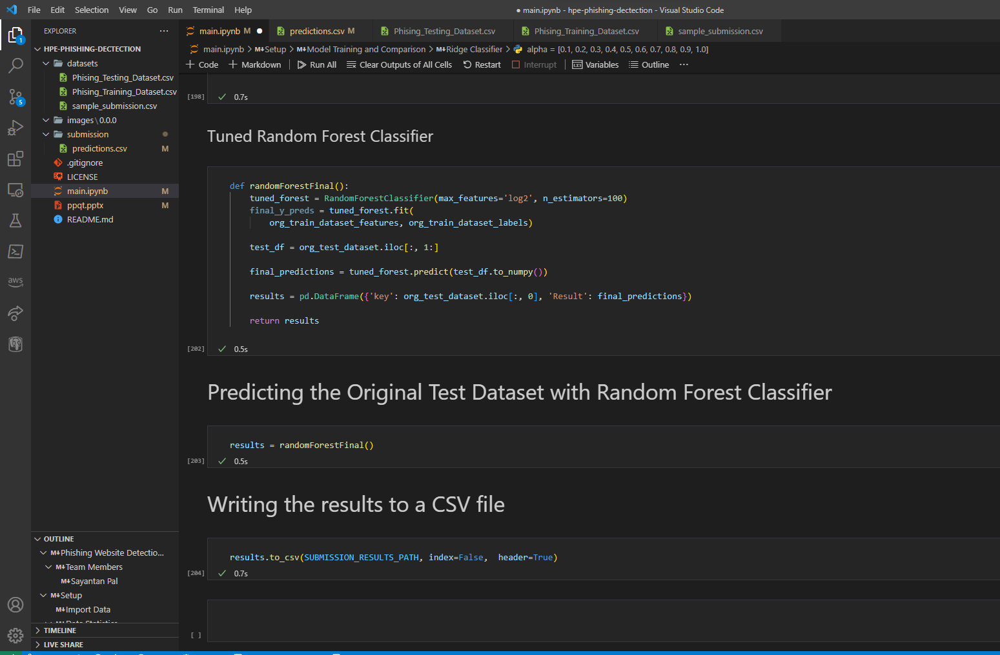 File Edit Selection View Go Run Terminal Help
● main.ipynb - hpe-phishing-dectection - Visual Studio Code
EXPLORER ···
main.ipynb M ●
predictions.csv M
Phising_Testing_Dataset.csv
Phising_Training_Dataset.csv
sample_submission.csv
1
HPE-PHISHING-DECTECTION
datasets
Phising_Testing_Dataset.csv
Phising_Training_Dataset.csv
sample_submission.csv
5
images\0.0.0
submission
predictions.csv M
.gitignore
LICENSE
main.ipynb M
ppqt.pptx M
README.md
aws
OUTLINE
M↓Phishing Website Detectio...
M↓Team Members
M↓Sayantan Pal
M↓Setup
M↓Import Data
TIMELINE
LIVE SHARE
main.ipynb > M↓Setup > M↓Model Training and Comparison > M↓Ridge Classifier > alpha = [0.1, 0.2, 0.3, 0.4, 0.5, 0.6, 0.7, 0.8, 0.9, 1.0]
+ Code + Markdown | Run All Clear Outputs of All Cells Restart Interrupt | Variables Outline ···
[198] ✓ 0.7s
Tuned Random Forest Classifier
def randomForestFinal():
tuned_forest = RandomForestClassifier(max_features='log2', n_estimators=100)
final_y_preds = tuned_forest.fit(
org_train_dataset_features, org_train_dataset_labels)
test_df = org_test_dataset.iloc[:, 1:]
final_predictions = tuned_forest.predict(test_df.to_numpy())
results = pd.DataFrame({'key': org_test_dataset.iloc[:, 0], 'Result': final_predictions})
return results
[202] ✓ 0.5s
Predicting the Original Test Dataset with Random Forest Classifier
results = randomForestFinal()
[203] ✓ 0.5s
Writing the results to a CSV file
results.to_csv(SUBMISSION_RESULTS_PATH, index=False,  header=True)
[204] ✓ 0.7s
[ ]